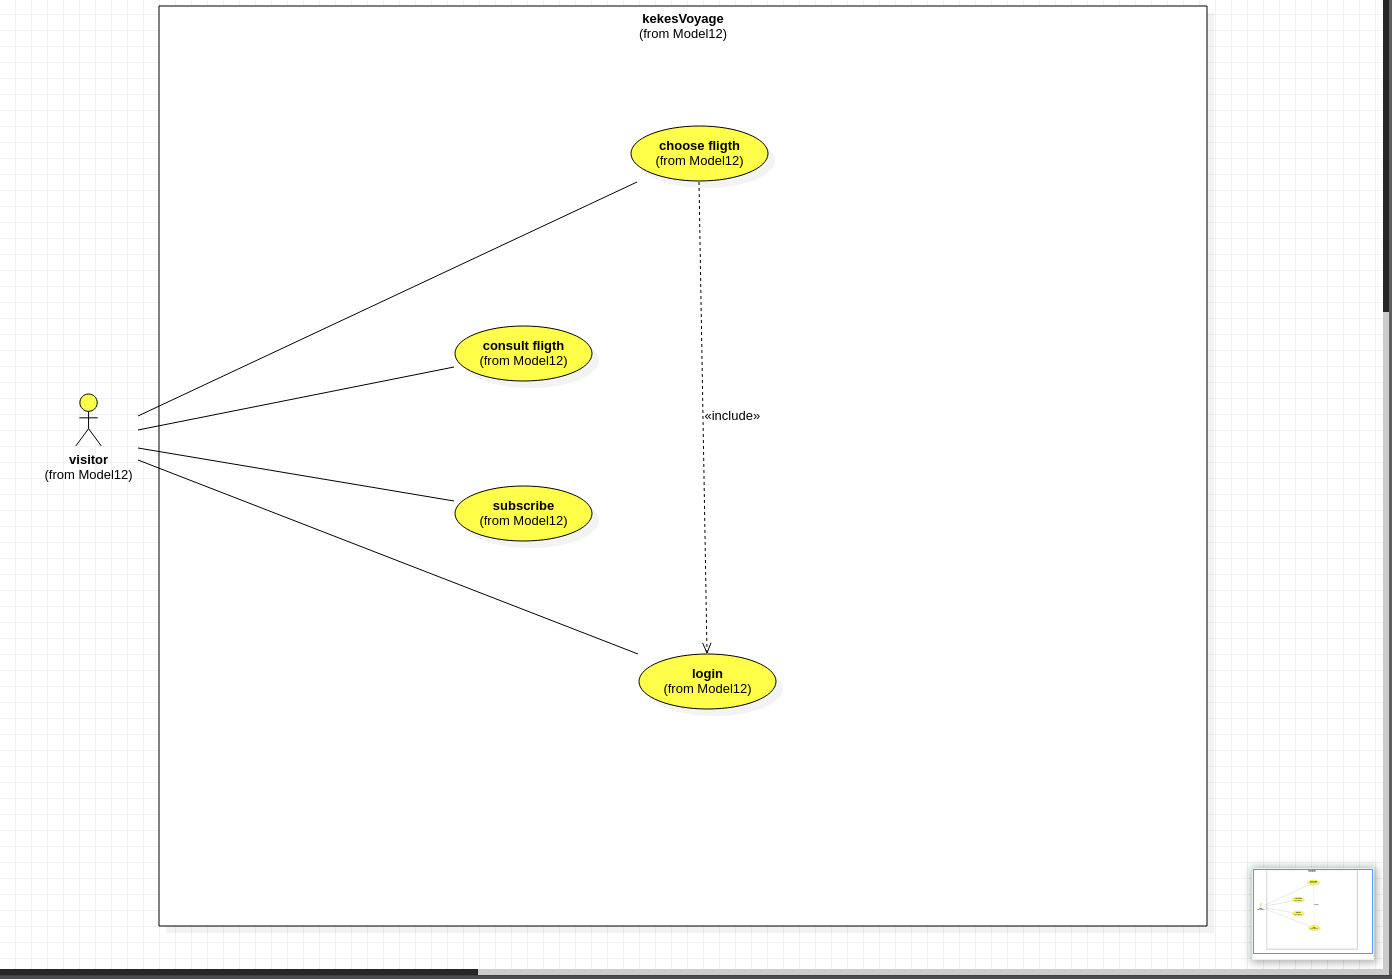 kekesVoyage
(from Model12)
choose fligth
(from Model12)
consult fligth
(from Model12)
«include»
visitor
(from Model12)
subscribe
(from Model12)
login
(from Model12)